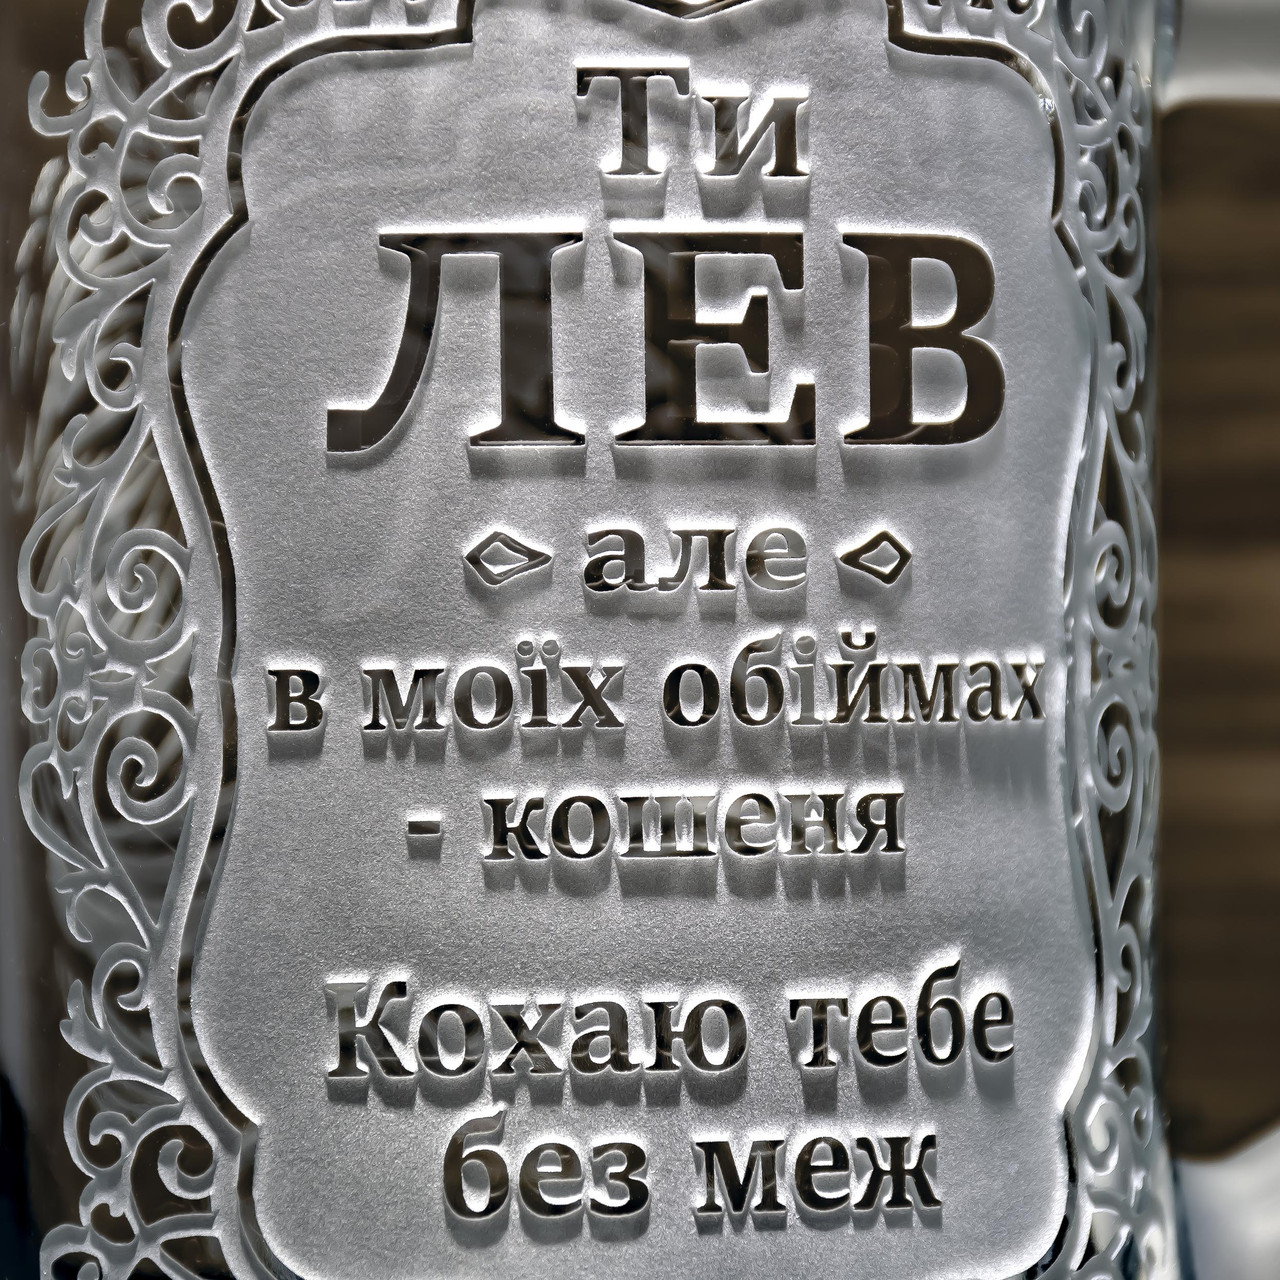 Ти
ЛЕВ
але
в моїх обіймах
- кошеня
Кохаю тебе
без меж